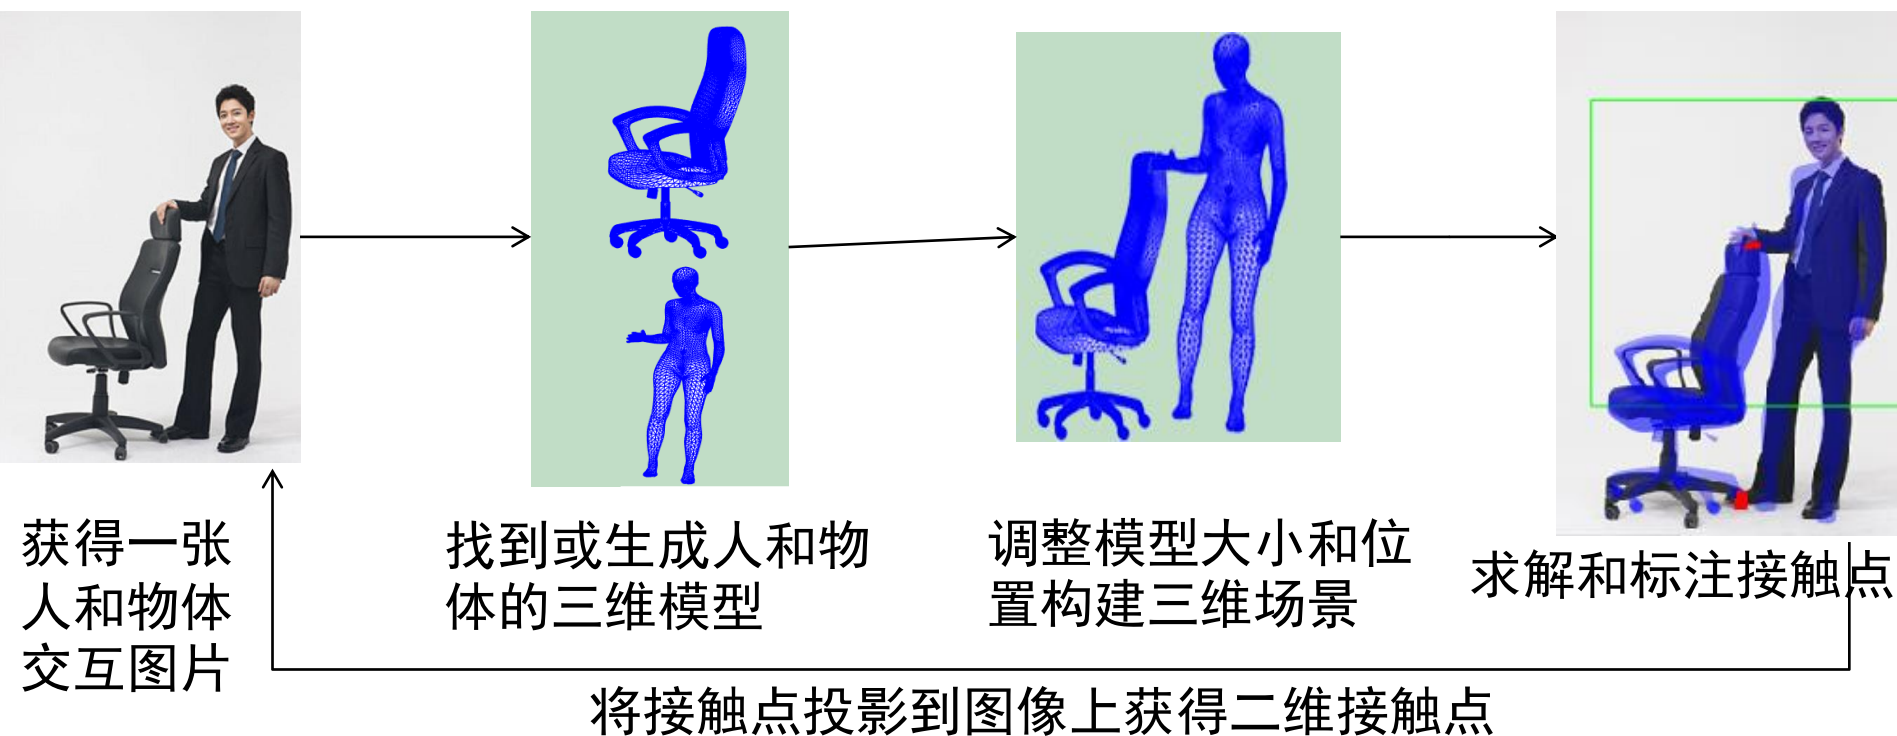 获得一张
人和物体
交互图片
找到或生成人和物
体的三维模型
调整模型大小和位
置构建三维场景
求解和标注接触点
将接触点投影到图像上获得二维接触点